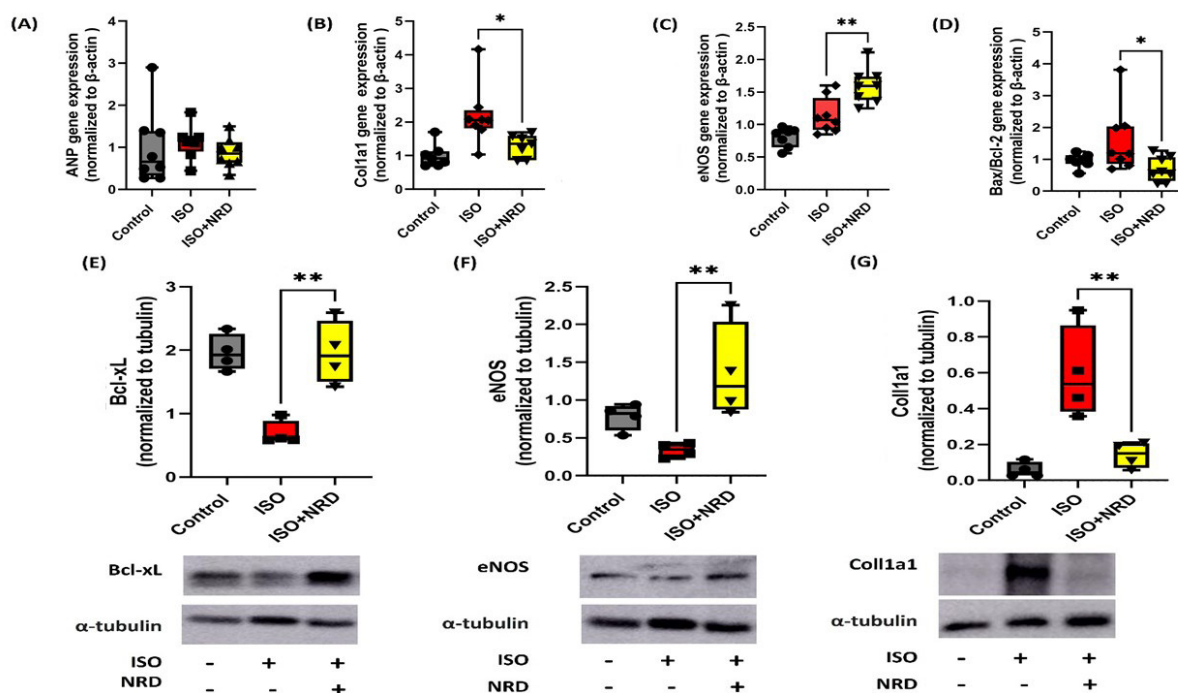 (A)
ANP gene expression
(normalized to β-actin)
4
3
2
1
0
Control
ISO
ISO+NRD
(B)
Col1a1 gene expression
(normalized to β-actin)
5
4
3
2
1
0
*
Control
ISO
ISO+NRD
(C)
eNOS gene expression
(normalized to β-actin)
2.5
2.0
1.5
1.0
0.5
0.0
**
Control
ISO
ISO+NRD
(D)
Bax/Bcl-2 gene expression
(normalized to β-actin)
5
4
3
2
1
0
*
Control
ISO
ISO+NRD
(E)
Bcl-xL
(normalized to tubulin)
3
2
1
0
**
Control
ISO
ISO+NRD
(F)
eNOS
(normalized to tubulin)
2.5
2.0
1.5
1.0
0.5
0.0
**
Control
ISO
ISO+NRD
(G)
Coll1a1
(normalized to tubulin)
1.0
0.8
0.6
0.4
0.2
0.0
**
Control
ISO
ISO+NRD
Bcl-xL
α-tubulin
ISO - + +
NRD +
eNOS
α-tubulin
ISO - + +
NRD - +
Coll1a1
α-tubulin
ISO - + +
NRD +